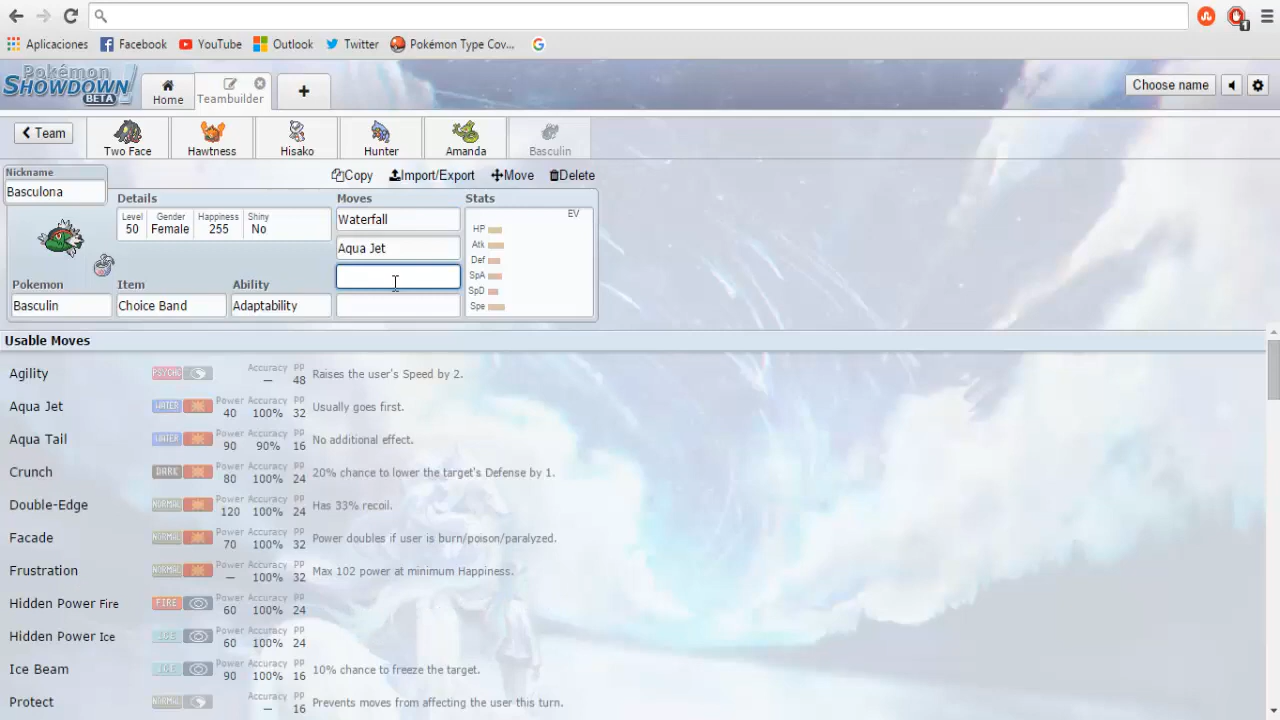 Aplicaciones Facebook YouTube Outlook Twitter Pokémon Type Cov...
Pokémon
SHOWDOWN!
BETA
Home
Teambuilder
+
Choose name
Team
Two Face
Hawtness
Hisako
Hunter
Amanda
Basculin
Copy Import/Export Move Delete
Nickname
Basculona
Details
Level Gender Happiness Shiny
50 Female 255 No
Pokemon Item Ability
Basculin Choice Band Adaptability
Moves
Waterfall
Aqua Jet
Stats
EV
HP
Atk
Def
SpA
SpD
Spe
Usable Moves
Agility PSYCHC Accuracy — PP 48 Raises the user's Speed by 2.
Aqua Jet WATER Power 40 Accuracy 100% PP 32 Usually goes first.
Aqua Tail WATER Power 90 Accuracy 90% PP 16 No additional effect.
Crunch DARK Power 80 Accuracy 100% PP 24 20% chance to lower the target's Defense by 1.
Double-Edge NORMAL Power 120 Accuracy 100% PP 24 Has 33% recoil.
Facade NORMAL Power 70 Accuracy 100% PP 32 Power doubles if user is burn/poison/paralyzed.
Frustration NORMAL Power — Accuracy 100% PP 32 Max 102 power at minimum Happiness.
Hidden Power Fire FIRE Power 60 Accuracy 100% PP 24
Hidden Power Ice ICE Power 60 Accuracy 100% PP 24
Ice Beam ICE Power 90 Accuracy 100% PP 16 10% chance to freeze the target.
Protect NORMAL Accuracy — PP 16 Prevents moves from affecting the user this turn.